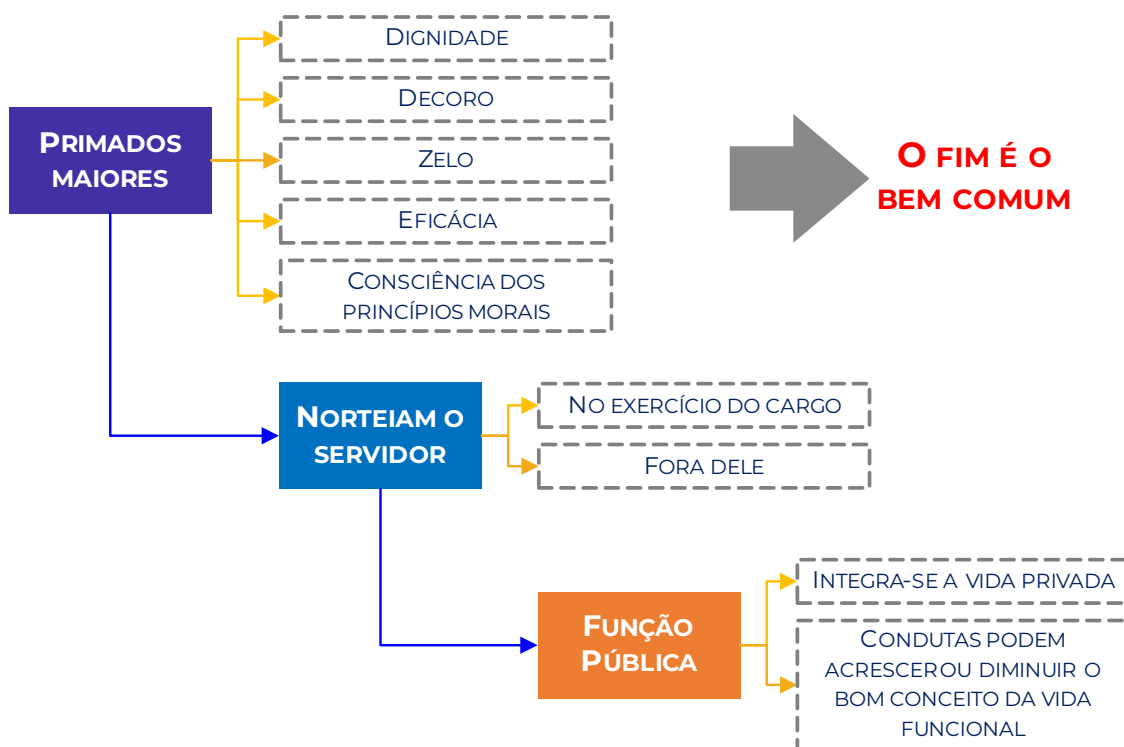 DIGNIDADE
DECORO
PRIMADOS
MAIORES
ZELO
EFICÁCIA
CONSCIÊNCIA DOS
PRINCÍPIOS MORAIS
O FIM É O
BEM COMUM
NORTEIAM O
SERVIDOR
NO EXERCÍCIO DO CARGO
FORA DELE
FUNÇÃO
PÚBLICA
INTEGRA-SE A VIDA PRIVADA
CONDUTAS PODEM
ACRESCEROU DIMINUIR O
BOM CONCEITO DA VIDA
FUNCIONAL